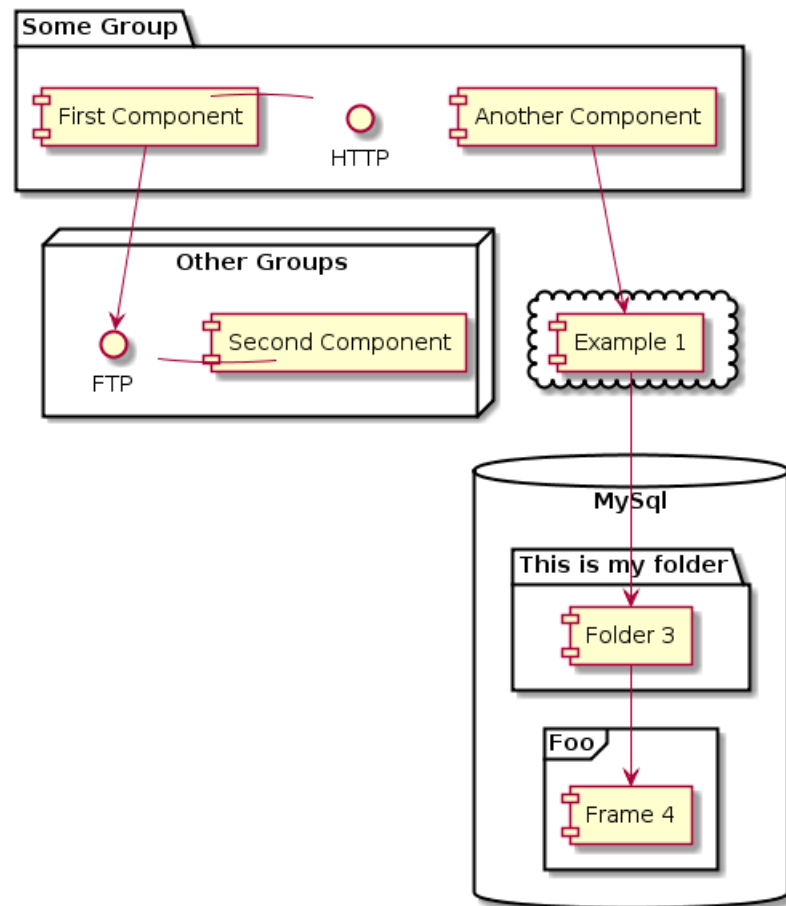 Some Group
First Component
HTTP
Another Component
Other Groups
FTP
Second Component
Example 1
MySql
This is my folder
Folder 3
Foo
Frame 4